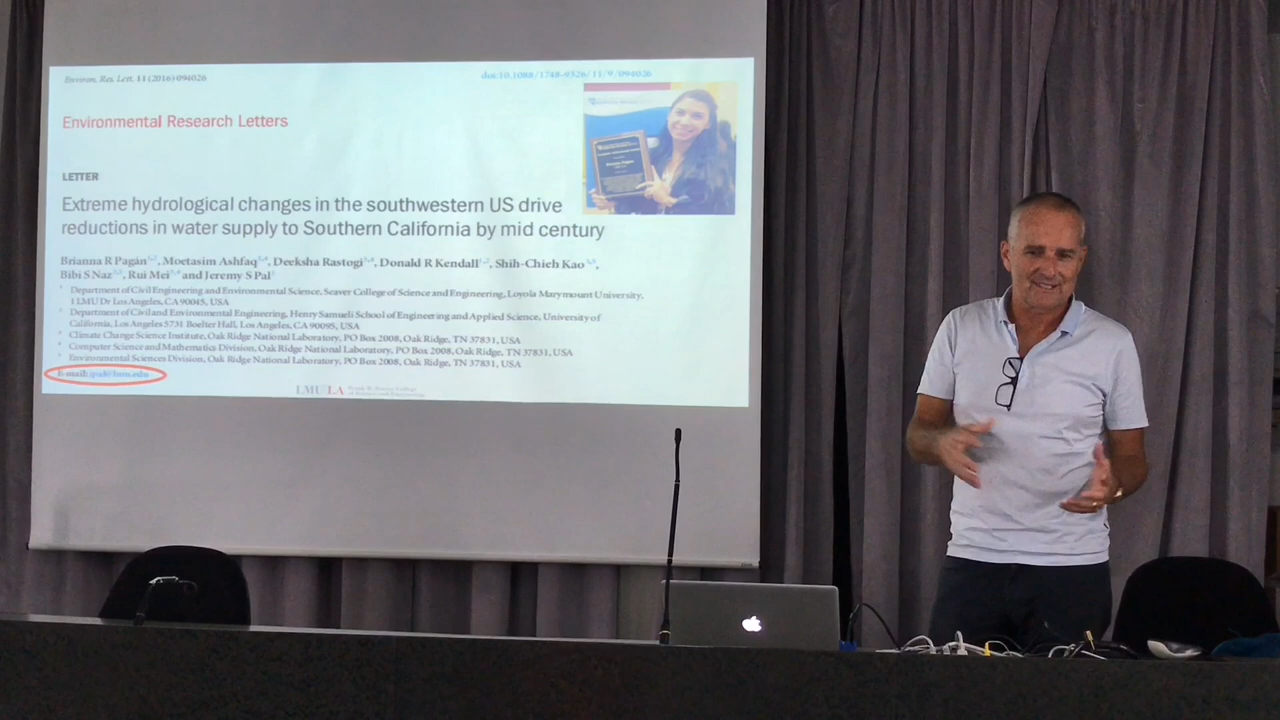 Environ. Res. Lett. 11 (2016) 094026
doi:10.1088/1748-9326/11/9/094026
Environmental Research Letters
LETTER
Extreme hydrological changes in the southwestern US drive
reductions in water supply to Southern California by mid century
Brianna R Pagán, Moetasim Ashfaq, Deeksha Rastogi, Donald R Kendall, Shih-Chieh Kao,
Bibi S Naz, Rui Mei and Jeremy S Pal
Department of Civil Engineering and Environmental Science, Seaver College of Science and Engineering, Loyola Marymount University,
1 LMU Dr Los Angeles, CA 90045, USA
Department of Civil and Environmental Engineering, Henry Samueli School of Engineering and Applied Science, University of
California, Los Angeles 5731 Boelter Hall, Los Angeles, CA 90095, USA
Climate Change Science Institute, Oak Ridge National Laboratory, PO Box 2008, Oak Ridge, TN 37831, USA
Computer Science and Mathematics Division, Oak Ridge National Laboratory, PO Box 2008, Oak Ridge, TN 37831, USA
Environmental Sciences Division, Oak Ridge National Laboratory, PO Box 2008, Oak Ridge, TN 37831, USA
E-mail: jpal@lmu.edu
LMU LA